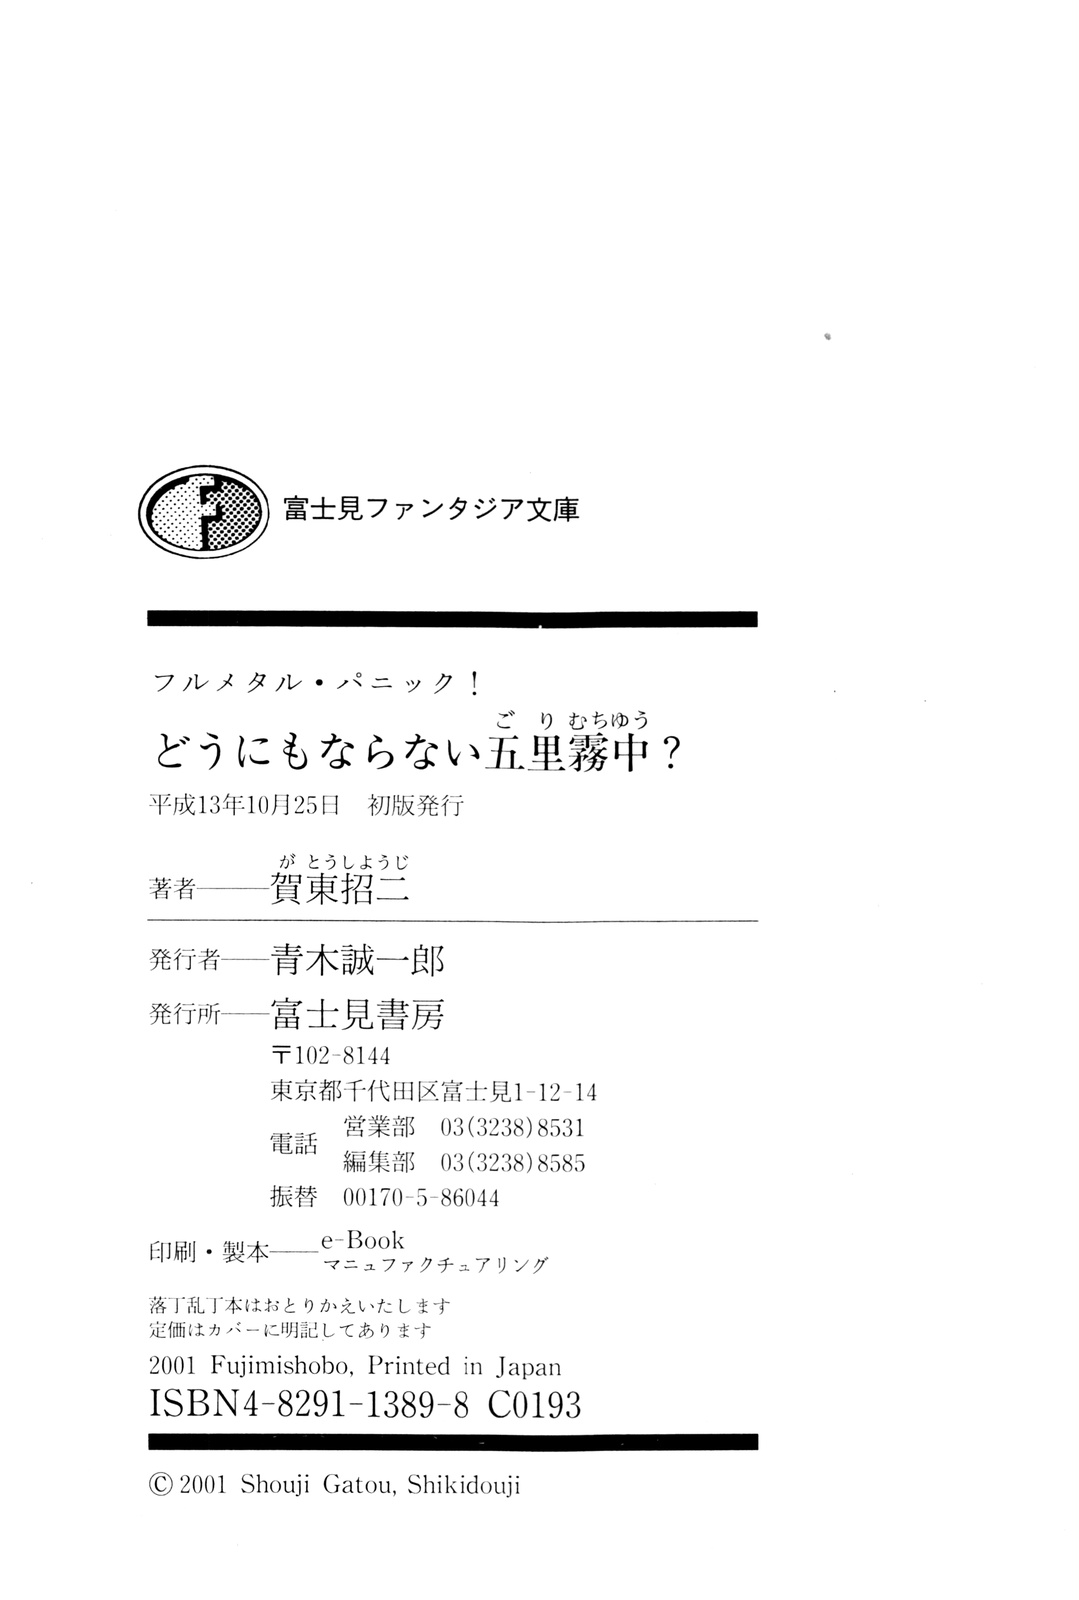 富士見ファンタジア文庫
フルメタル・パニック!
ごりむちゆう
どうにもならない五里霧中?
平成13年10月25日 初版発行
がとうしようじ
著者――賀東招二
発行者――青木誠一郎
発行所――富士見書房
〒102-8144
東京都千代田区富士見1-12-14
電話 営業部 03(3238)8531
編集部 03(3238)8585
振替 00170-5-86044
印刷・製本――e-Book
マニュファクチュアリング
落丁乱丁本はおとりかえいたします
定価はカバーに明記してあります
2001 Fujimishobo, Printed in Japan
ISBN4-8291-1389-8 C0193
©2001 Shouji Gatou, Shikidouji